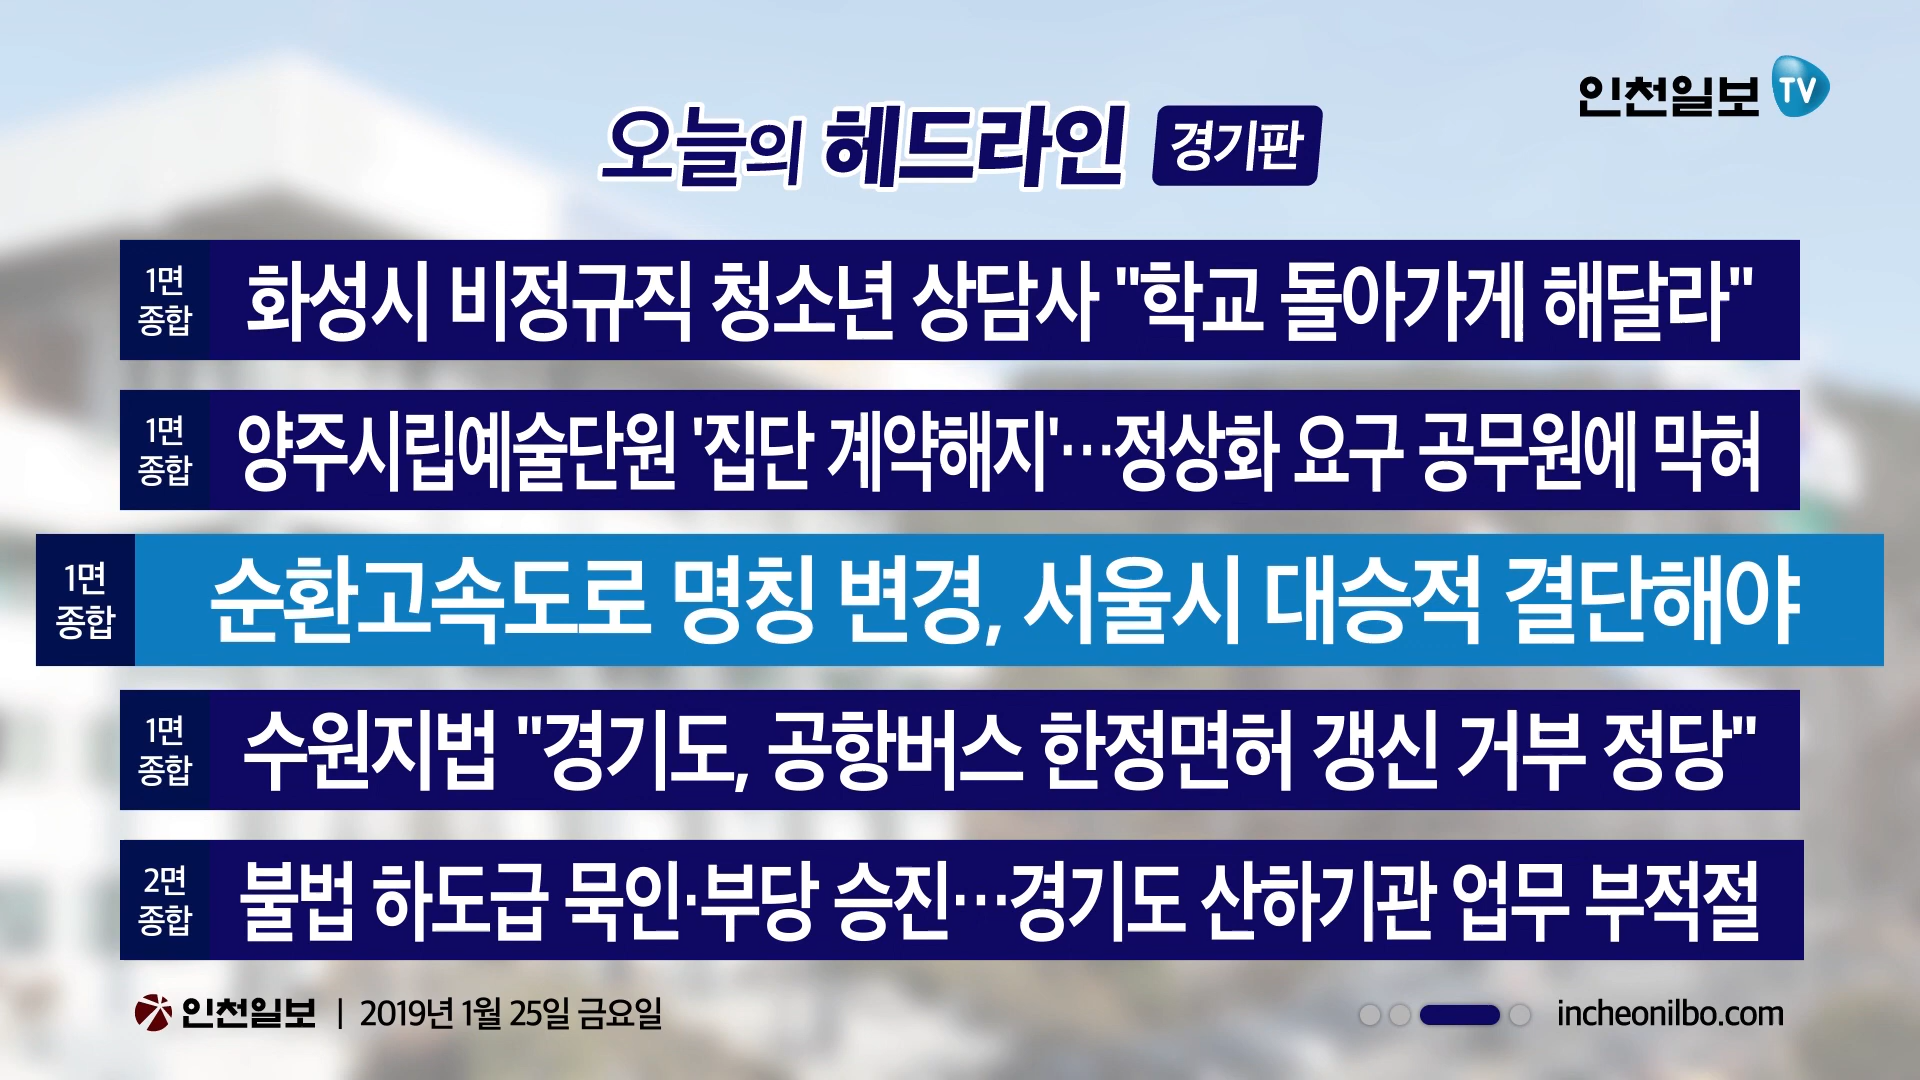 인천일보 TV
오늘의 헤드라인 경기판
1면 종합 화성시 비정규직 청소년 상담사 "학교 돌아가게 해달라"
1면 종합 양주시립예술단원 '집단 계약해지'…정상화 요구 공무원에 막혀
1면 종합 순환고속도로 명칭 변경, 서울시 대승적 결단해야
1면 종합 수원지법 "경기도, 공항버스 한정면허 갱신 거부 정당"
2면 종합 불법 하도급 묵인·부당 승진…경기도 산하기관 업무 부적절
인천일보 | 2019년 1월 25일 금요일
incheonilbo.com